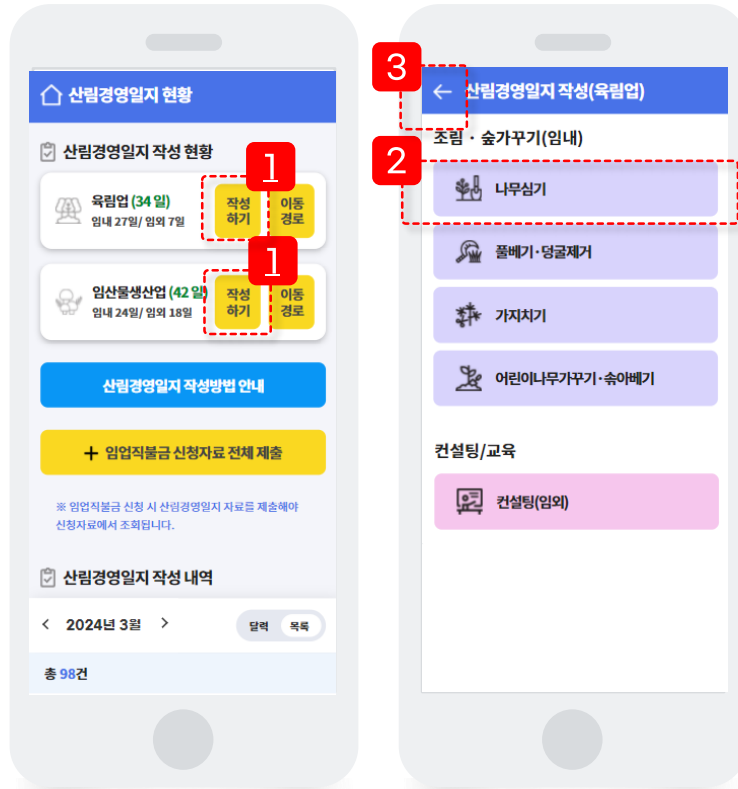 산림경영일지 현황
산림경영일지 작성 현황
1
육림업 (34 일)
임내 27일/ 임외 7일
작성
하기
이동
경로
1
임산물생산업 (42 일)
임내 24일/ 임외 18일
작성
하기
이동
경로
산림경영일지 작성방법 안내
+ 임업직불금 신청자료 전체 제출
※ 임업직불금 신청 시 산림경영일지 자료를 제출해야
신청자료에서 조회됩니다.
산림경영일지 작성 내역
< 2024년 3월 >
달력 목록
총 98건
3
← 산림경영일지 작성(육림업)
조림 · 숲가꾸기(임내)
2
나무심기
풀베기·덩굴제거
가지치기
어린이나무가꾸기·솎아베기
컨설팅/교육
컨설팅(임외)